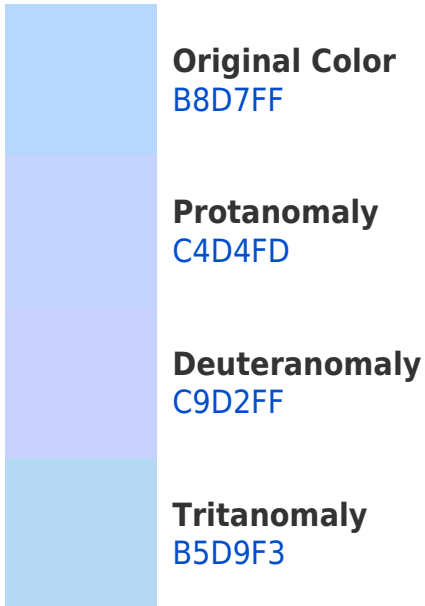 Original Color
B8D7FF
Protanomaly
C4D4FD
Deuteranomaly
C9D2FF
Tritanomaly
B5D9F3